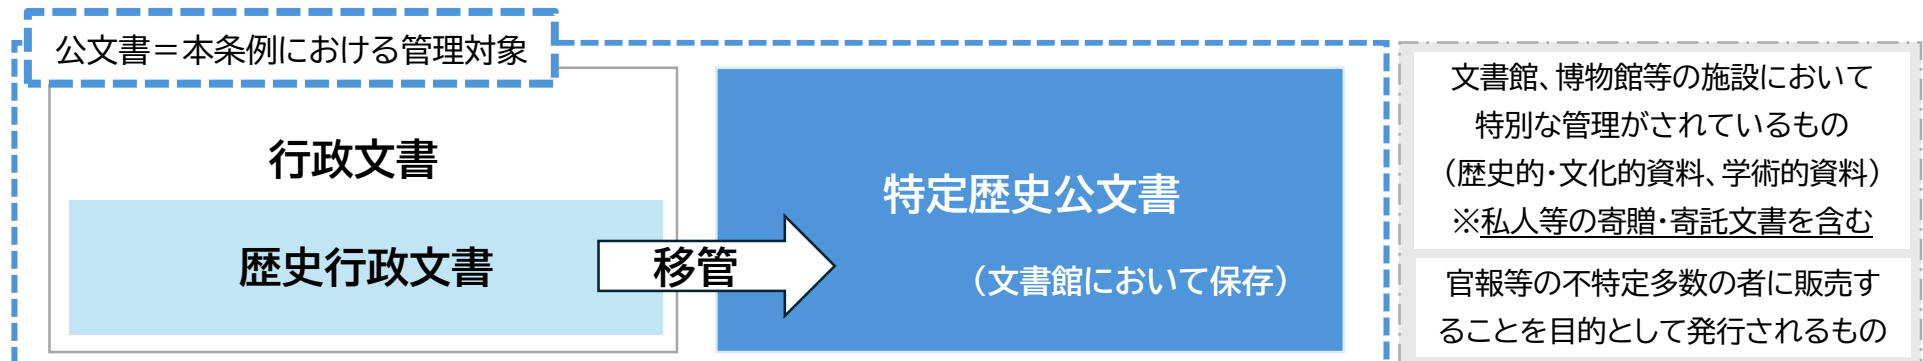 公文書＝本条例における管理対象
行政文書
歴史行政文書
移管
特定歴史公文書
（文書館において保存）
文書館、博物館等の施設において
特別な管理がされているもの
（歴史的・文化的資料、学術的資料）
※私人等の寄贈・寄託文書を含む
官報等の不特定多数の者に販売す
ることを目的として発行されるもの